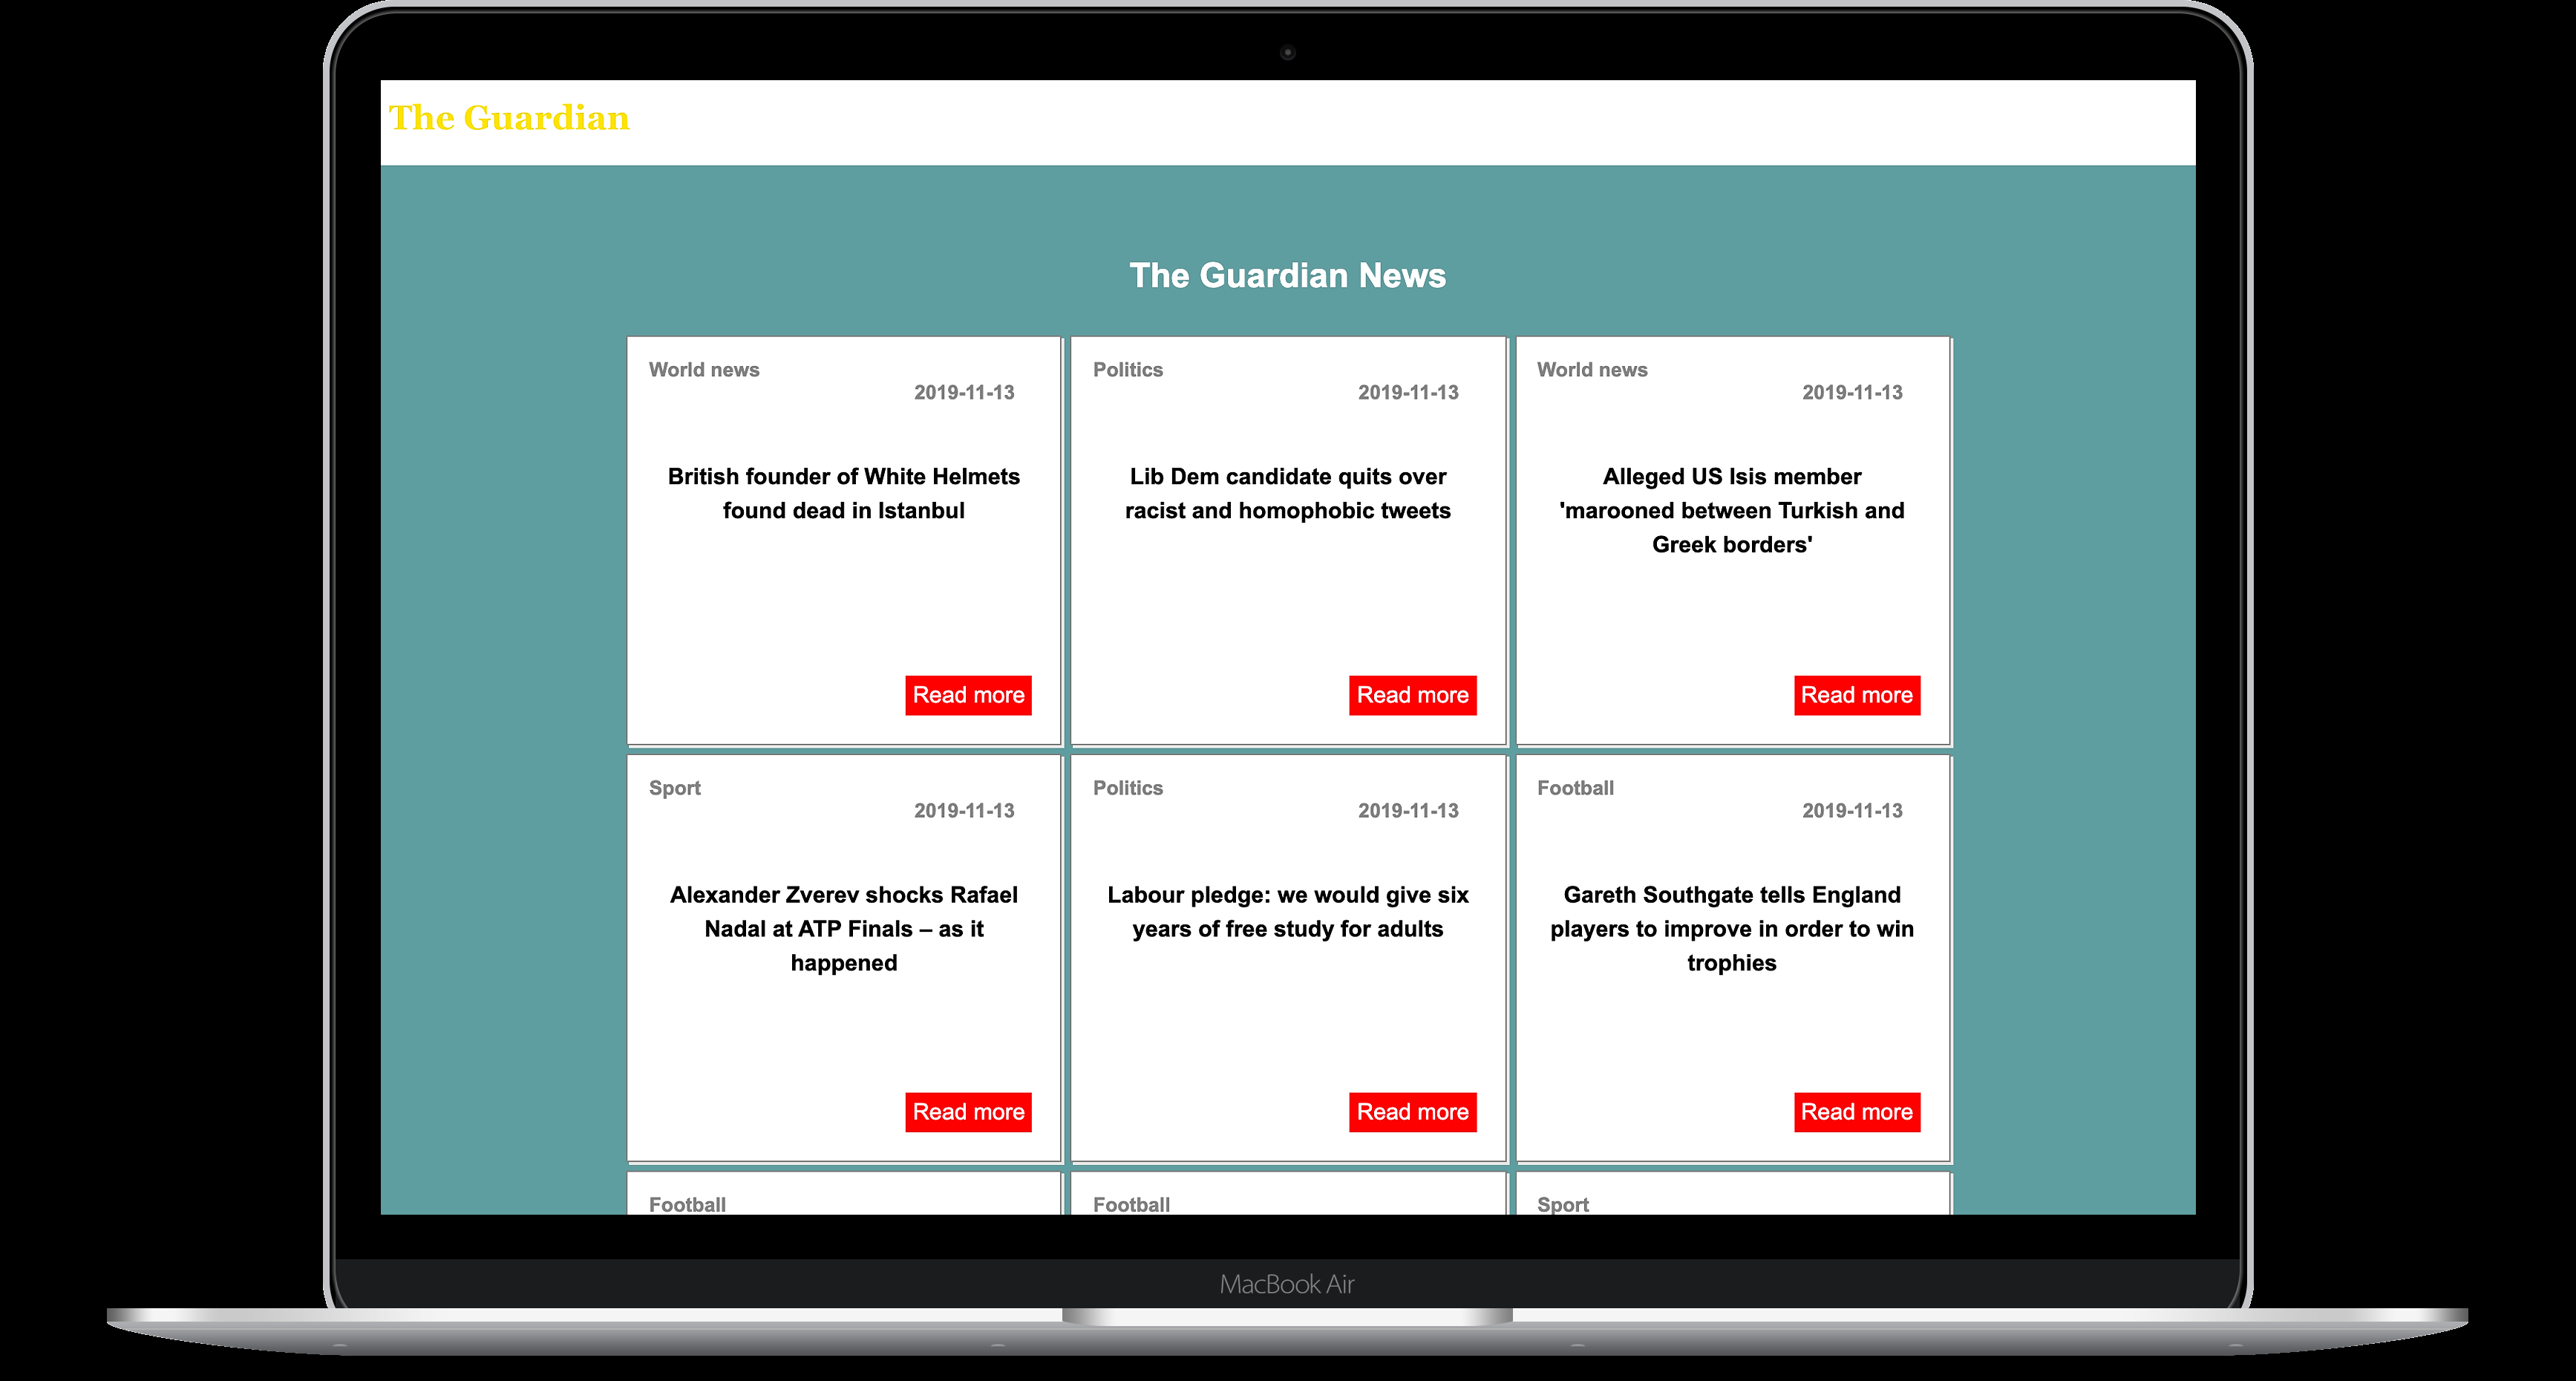 The Guardian
The Guardian News
World news
2019-11-13
British founder of White Helmets
found dead in Istanbul
Read more
Politics
2019-11-13
Lib Dem candidate quits over
racist and homophobic tweets
Read more
World news
2019-11-13
Alleged US Isis member
'marooned between Turkish and
Greek borders'
Read more
Sport
2019-11-13
Alexander Zverev shocks Rafael
Nadal at ATP Finals – as it
happened
Read more
Politics
2019-11-13
Labour pledge: we would give six
years of free study for adults
Read more
Football
2019-11-13
Gareth Southgate tells England
players to improve in order to win
trophies
Read more
Football
Football
Sport
MacBook Air